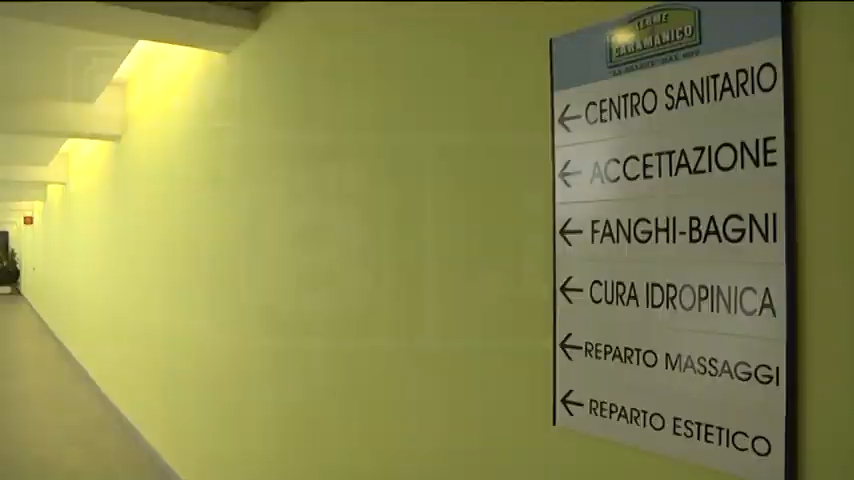 TERME
CARAMANICO
← CENTRO SANITARIO
← ACCETTAZIONE
← FANGHI-BAGNI
← CURA IDROPINICA
← REPARTO MASSAGGI
← REPARTO ESTETICO